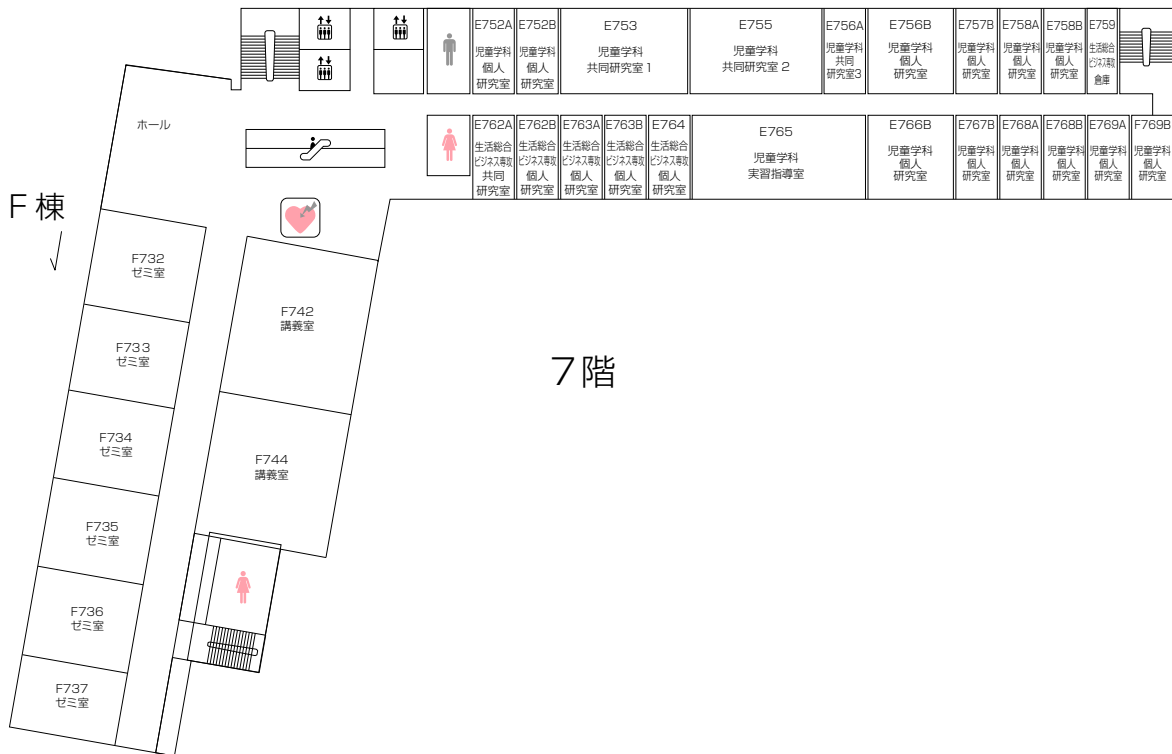 E752A
児童学科
個人
研究室
E752B
児童学科
個人
研究室
E753
児童学科
共同研究室1
E755
児童学科
共同研究室2
E756A
児童学科
共同
研究室3
E756B
児童学科
個人
研究室
E757B
児童学科
個人
研究室
E758A
児童学科
個人
研究室
E758B
児童学科
個人
研究室
E759
生活総合
ビジネス専攻
倉庫
ホール
E762A
生活総合
ビジネス専攻
共同
研究室
E762B
生活総合
ビジネス専攻
個人
研究室
E763A
生活総合
ビジネス専攻
個人
研究室
E763B
生活総合
ビジネス専攻
個人
研究室
E764
生活総合
ビジネス専攻
個人
研究室
E765
児童学科
実習指導室
E766B
児童学科
個人
研究室
E767B
児童学科
個人
研究室
E768A
児童学科
個人
研究室
E768B
児童学科
個人
研究室
E769A
児童学科
個人
研究室
F769B
児童学科
個人
研究室
F棟
F732
ゼミ室
F742
講義室
F733
ゼミ室
7階
F734
ゼミ室
F744
講義室
F735
ゼミ室
F736
ゼミ室
F737
ゼミ室